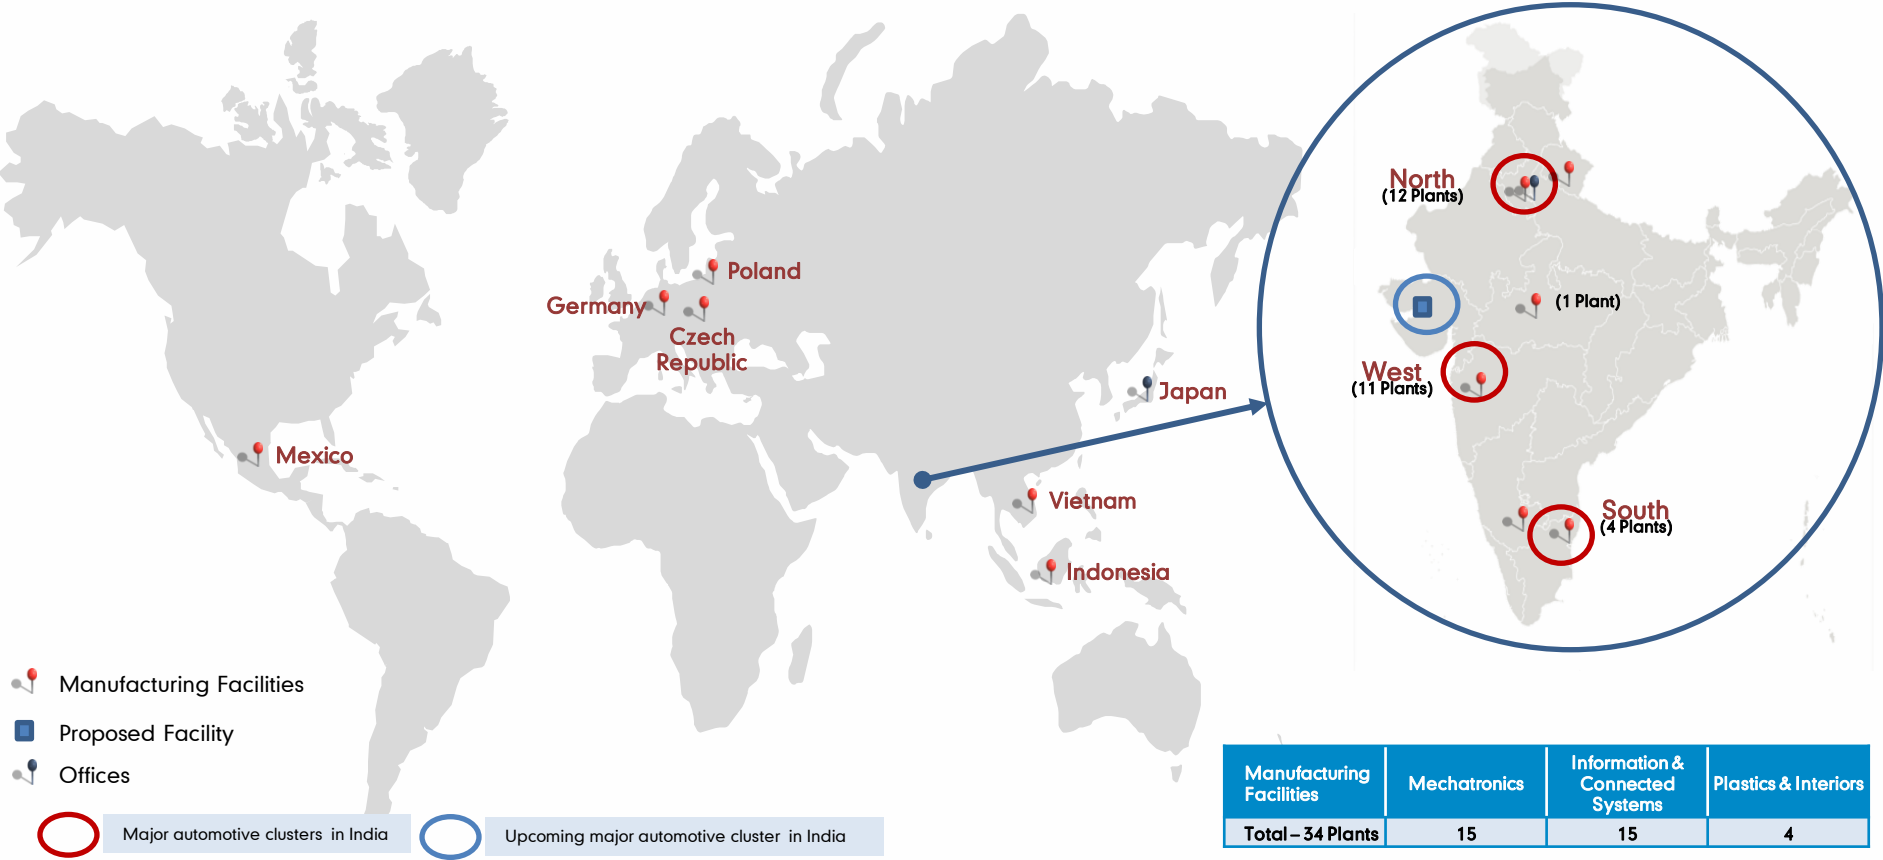 North
(12 Plants)
Poland
Germany
(1 Plant)
Czech
Republic
West
(11 Plants)
Japan
Mexico
Vietnam
South
(4 Plants)
Indonesia
Manufacturing Facilities
Proposed Facility
Offices
Major automotive clusters in India
Upcoming major automotive cluster in India
Manufacturing
Facilities
Mechatronics
Information &
Connected
Systems
Plastics & Interiors
Total – 34 Plants
15
15
4